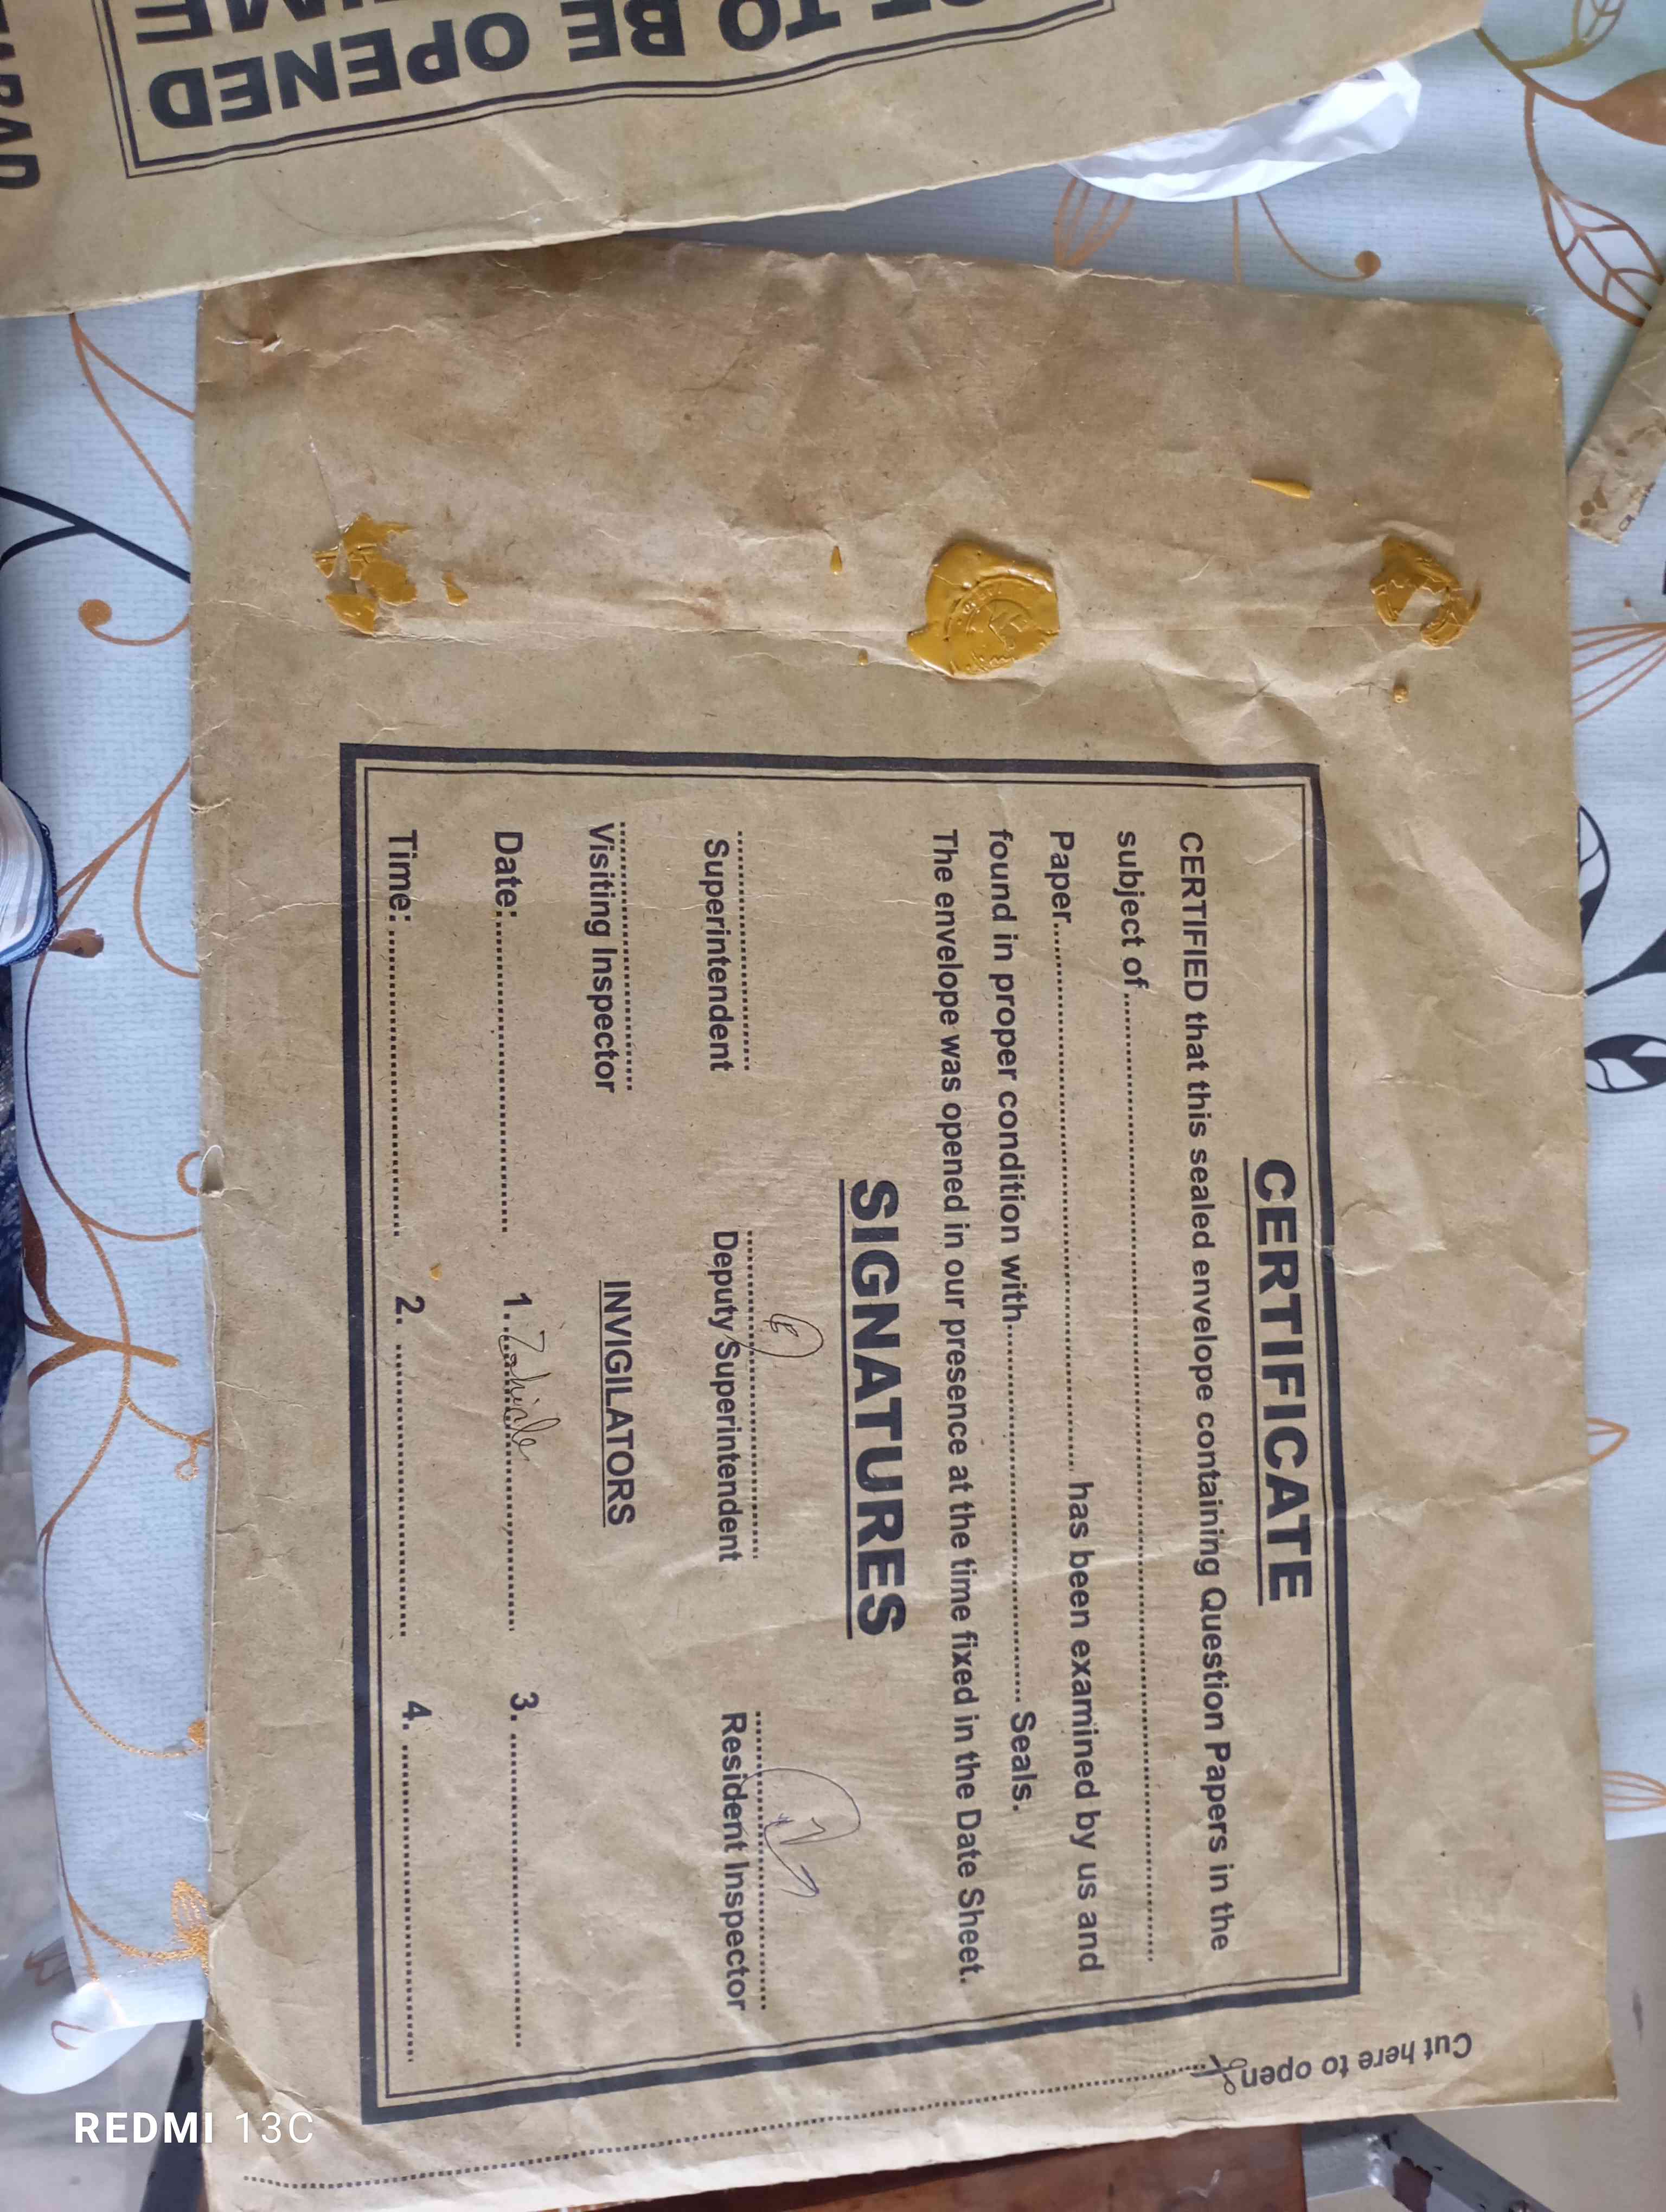 TO BE OPENED
CERTIFICATE
CERTIFIED that this sealed envelope containing Question Papers in the
subject of................................
Paper................................ has been examined by us and
found in proper condition with................................ Seals.
The envelope was opened in our presence at the time fixed in the Date Sheet.
SIGNATURES
Superintendent Deputy Superintendent Resident Inspector
Visiting Inspector INVIGILATORS
Date:................ 1................. 3. ................
Time: ................ 2. ................ 4. ................
Cut here to open
REDMI 13C